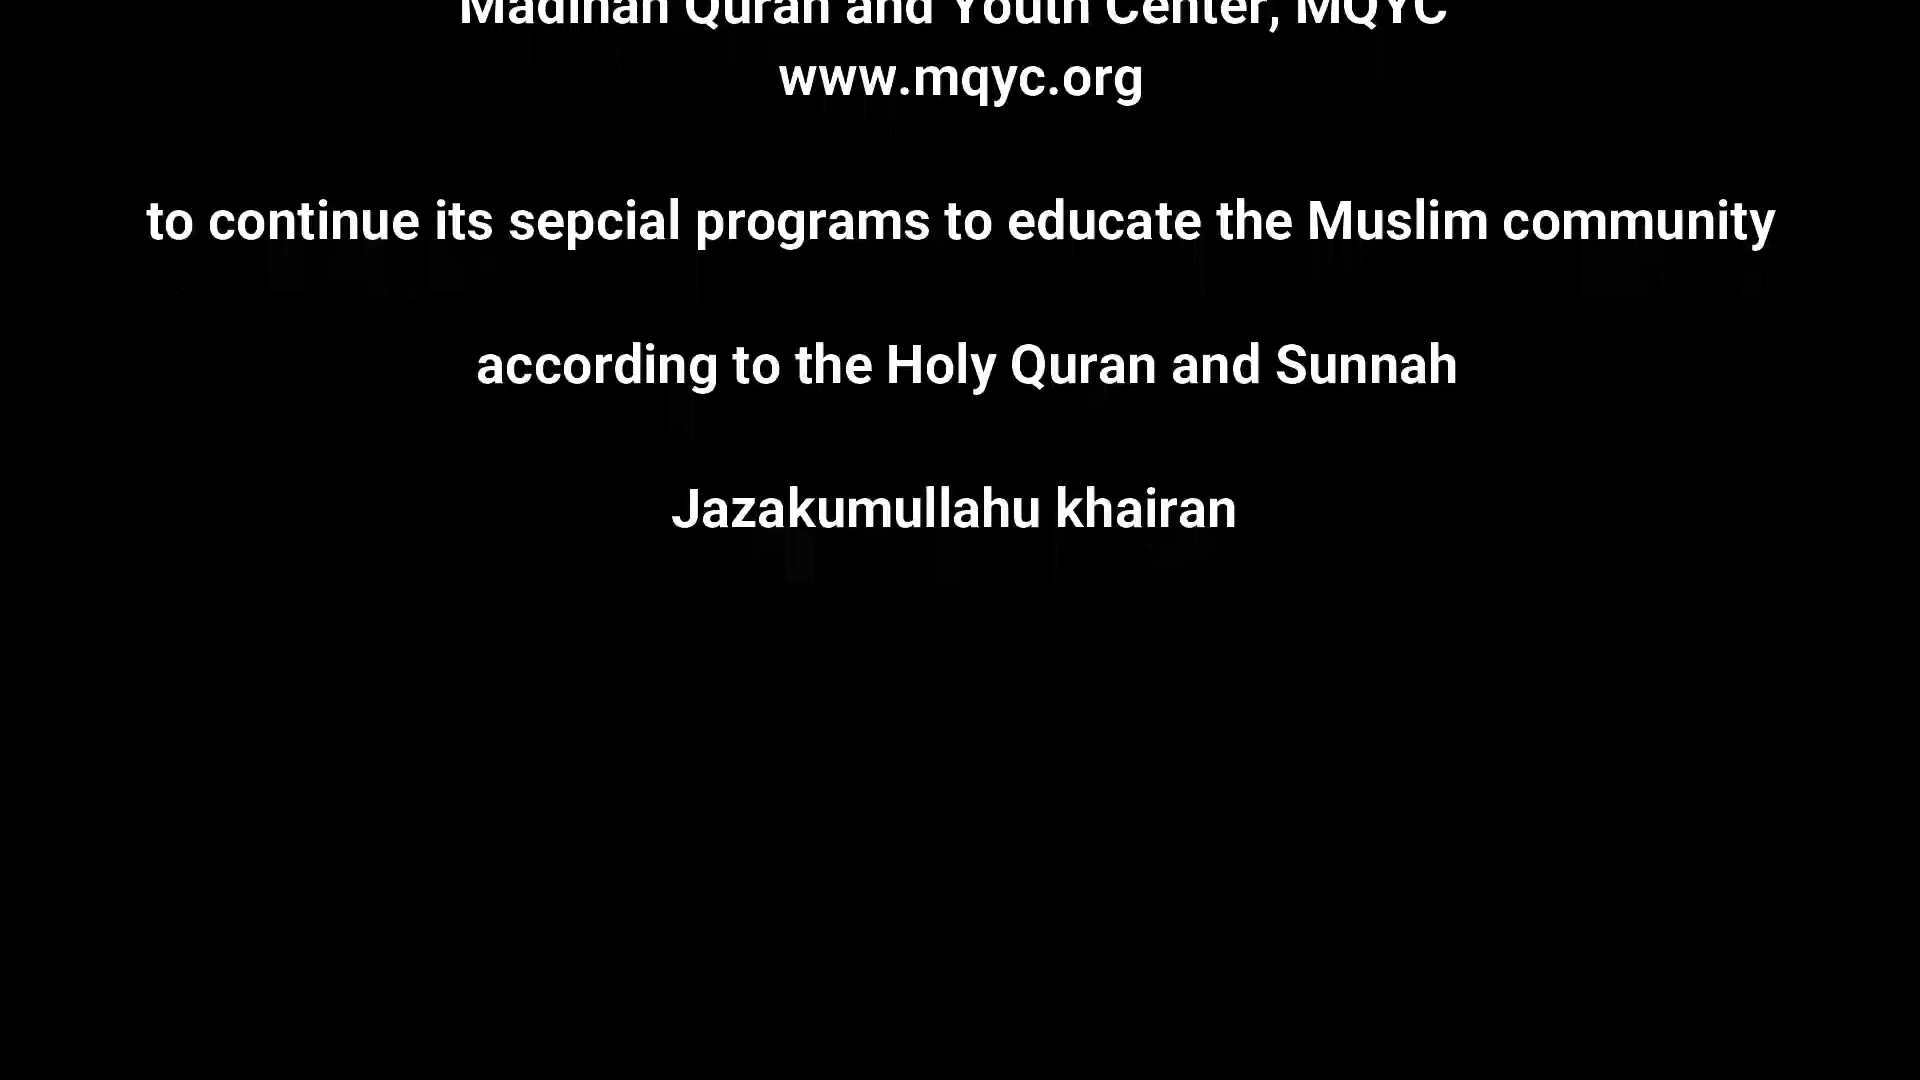 Madinah Quran and Youth Center, MQYC
www.mqyc.org
to continue its sepcial programs to educate the Muslim community
according to the Holy Quran and Sunnah
Jazakumullahu khairan